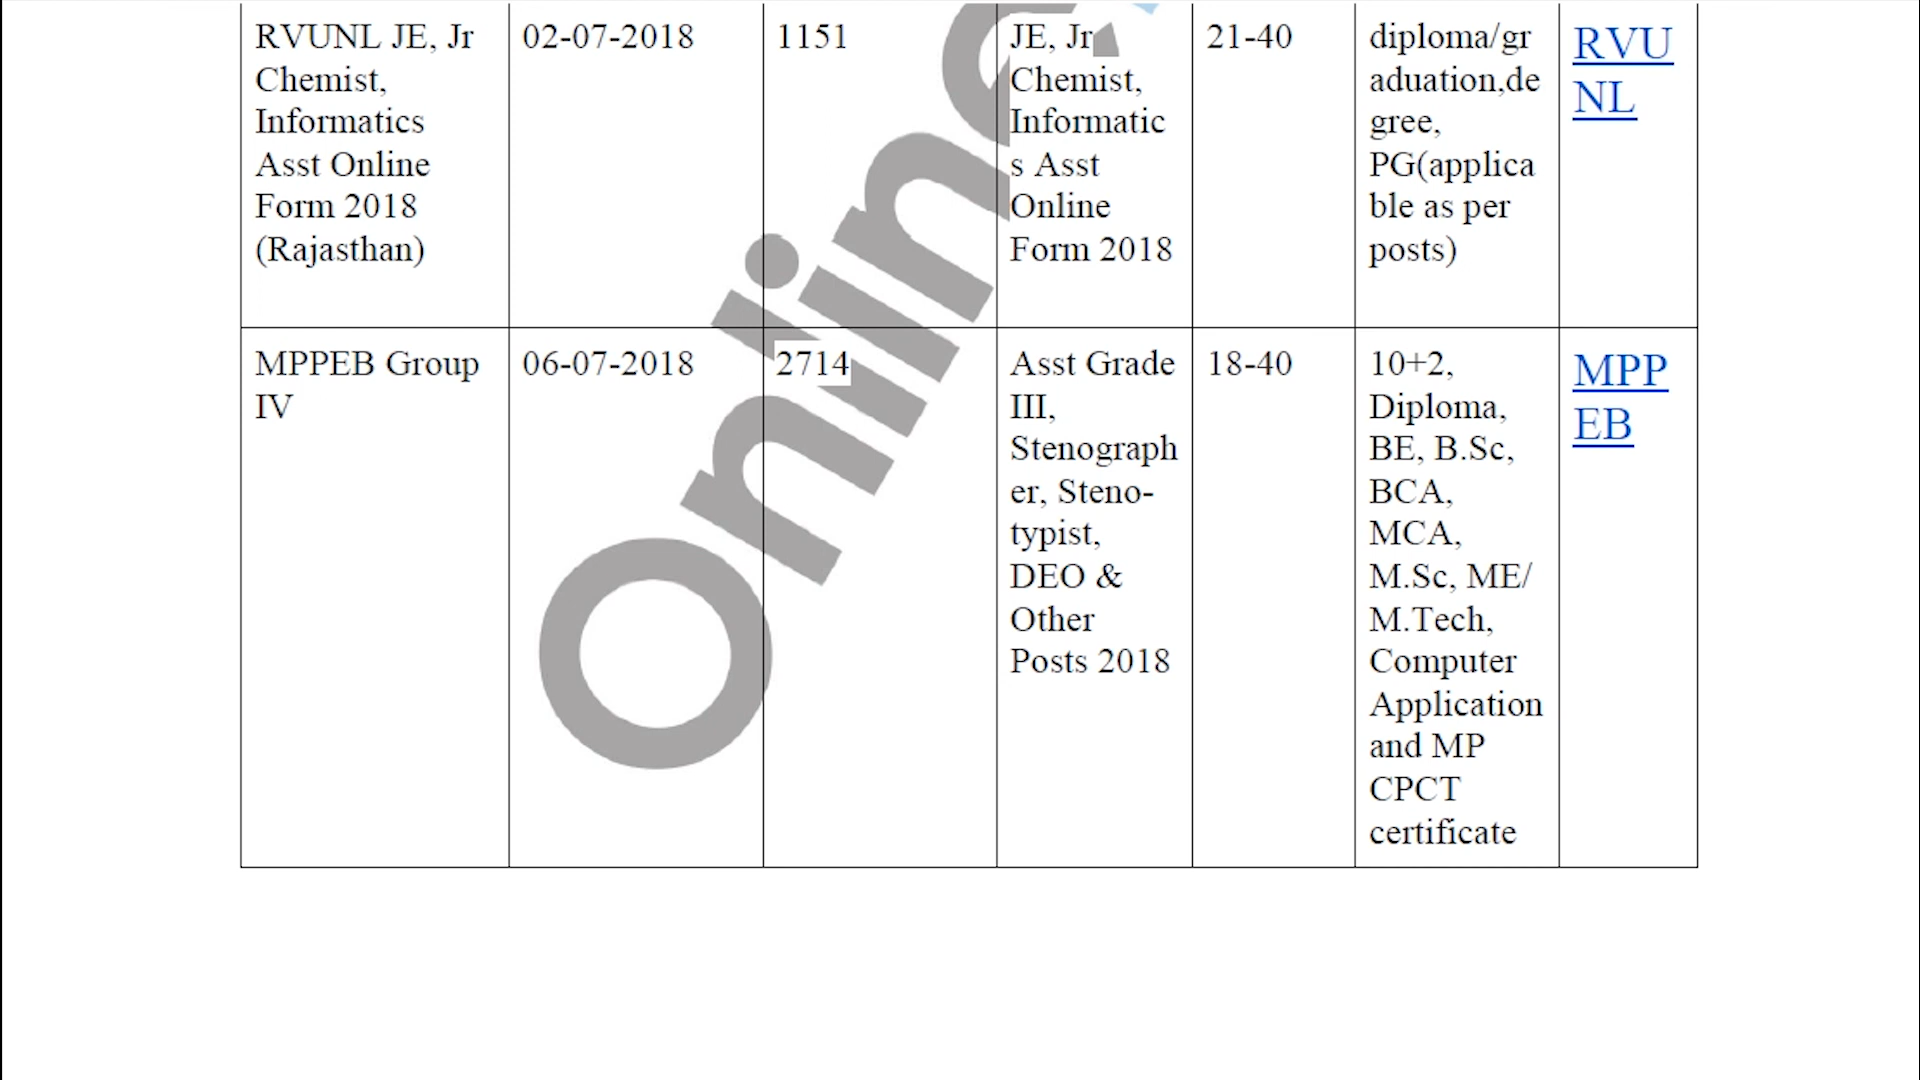 RVUNL JE, Jr
Chemist,
Informatics
Asst Online
Form 2018
(Rajasthan)
02-07-2018
1151
JE, Jr
Chemist,
Informatic
s Asst
Online
Form 2018
21-40
diploma/gr
aduation,de
gree,
PG(applica
ble as per
posts)
RVU
NL
MPPEB Group
IV
06-07-2018
2714
Asst Grade
III,
Stenograph
er, Steno-
typist,
DEO &
Other
Posts 2018
18-40
10+2,
Diploma,
BE, B.Sc,
BCA,
MCA,
M.Sc, ME/
M.Tech,
Computer
Application
and MP
CPCT
certificate
MPP
EB
Online